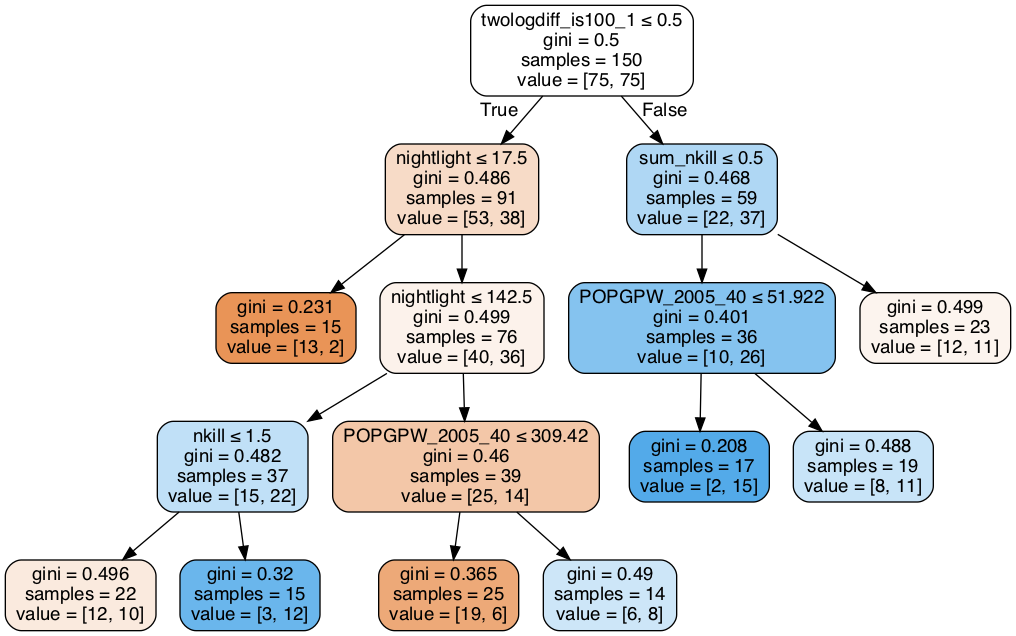 twologdiff_is100_1 ≤ 0.5
gini = 0.5
samples = 150
value = [75, 75]
True
False
nightlight ≤ 17.5
gini = 0.486
samples = 91
value = [53, 38]
sum_nkill ≤ 0.5
gini = 0.468
samples = 59
value = [22, 37]
gini = 0.231
samples = 15
value = [13, 2]
nightlight ≤ 142.5
gini = 0.499
samples = 76
value = [40, 36]
POPGPW_2005_40 ≤ 51.922
gini = 0.401
samples = 36
value = [10, 26]
gini = 0.499
samples = 23
value = [12, 11]
nkill ≤ 1.5
gini = 0.482
samples = 37
value = [15, 22]
POPGPW_2005_40 ≤ 309.42
gini = 0.46
samples = 39
value = [25, 14]
gini = 0.208
samples = 17
value = [2, 15]
gini = 0.488
samples = 19
value = [8, 11]
gini = 0.496
samples = 22
value = [12, 10]
gini = 0.32
samples = 15
value = [3, 12]
gini = 0.365
samples = 25
value = [19, 6]
gini = 0.49
samples = 14
value = [6, 8]